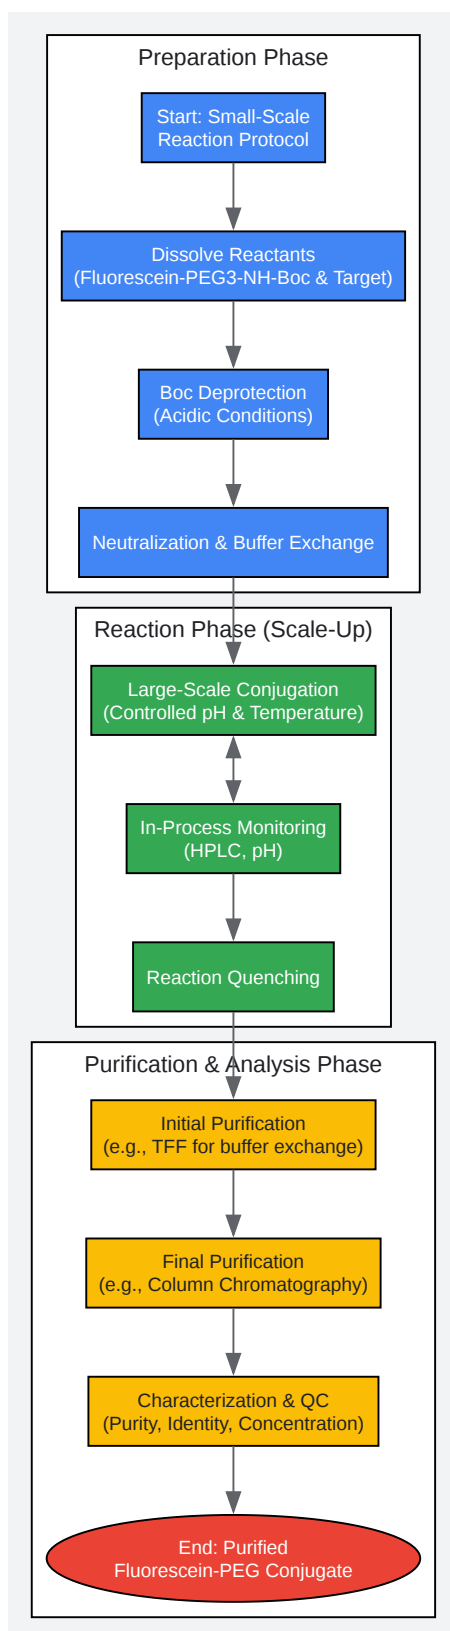 Preparation Phase
Start: Small-Scale
Reaction Protocol
Dissolve Reactants
(Fluorescein-PEG3-NH-Boc & Target)
Boc Deprotection
(Acidic Conditions)
Neutralization & Buffer Exchange
Reaction Phase (Scale-Up)
Large-Scale Conjugation
(Controlled pH & Temperature)
In-Process Monitoring
(HPLC, pH)
Reaction Quenching
Purification & Analysis Phase
Initial Purification
(e.g., TFF for buffer exchange)
Final Purification
(e.g., Column Chromatography)
Characterization & QC
(Purity, Identity, Concentration)
End: Purified
Fluorescein-PEG Conjugate